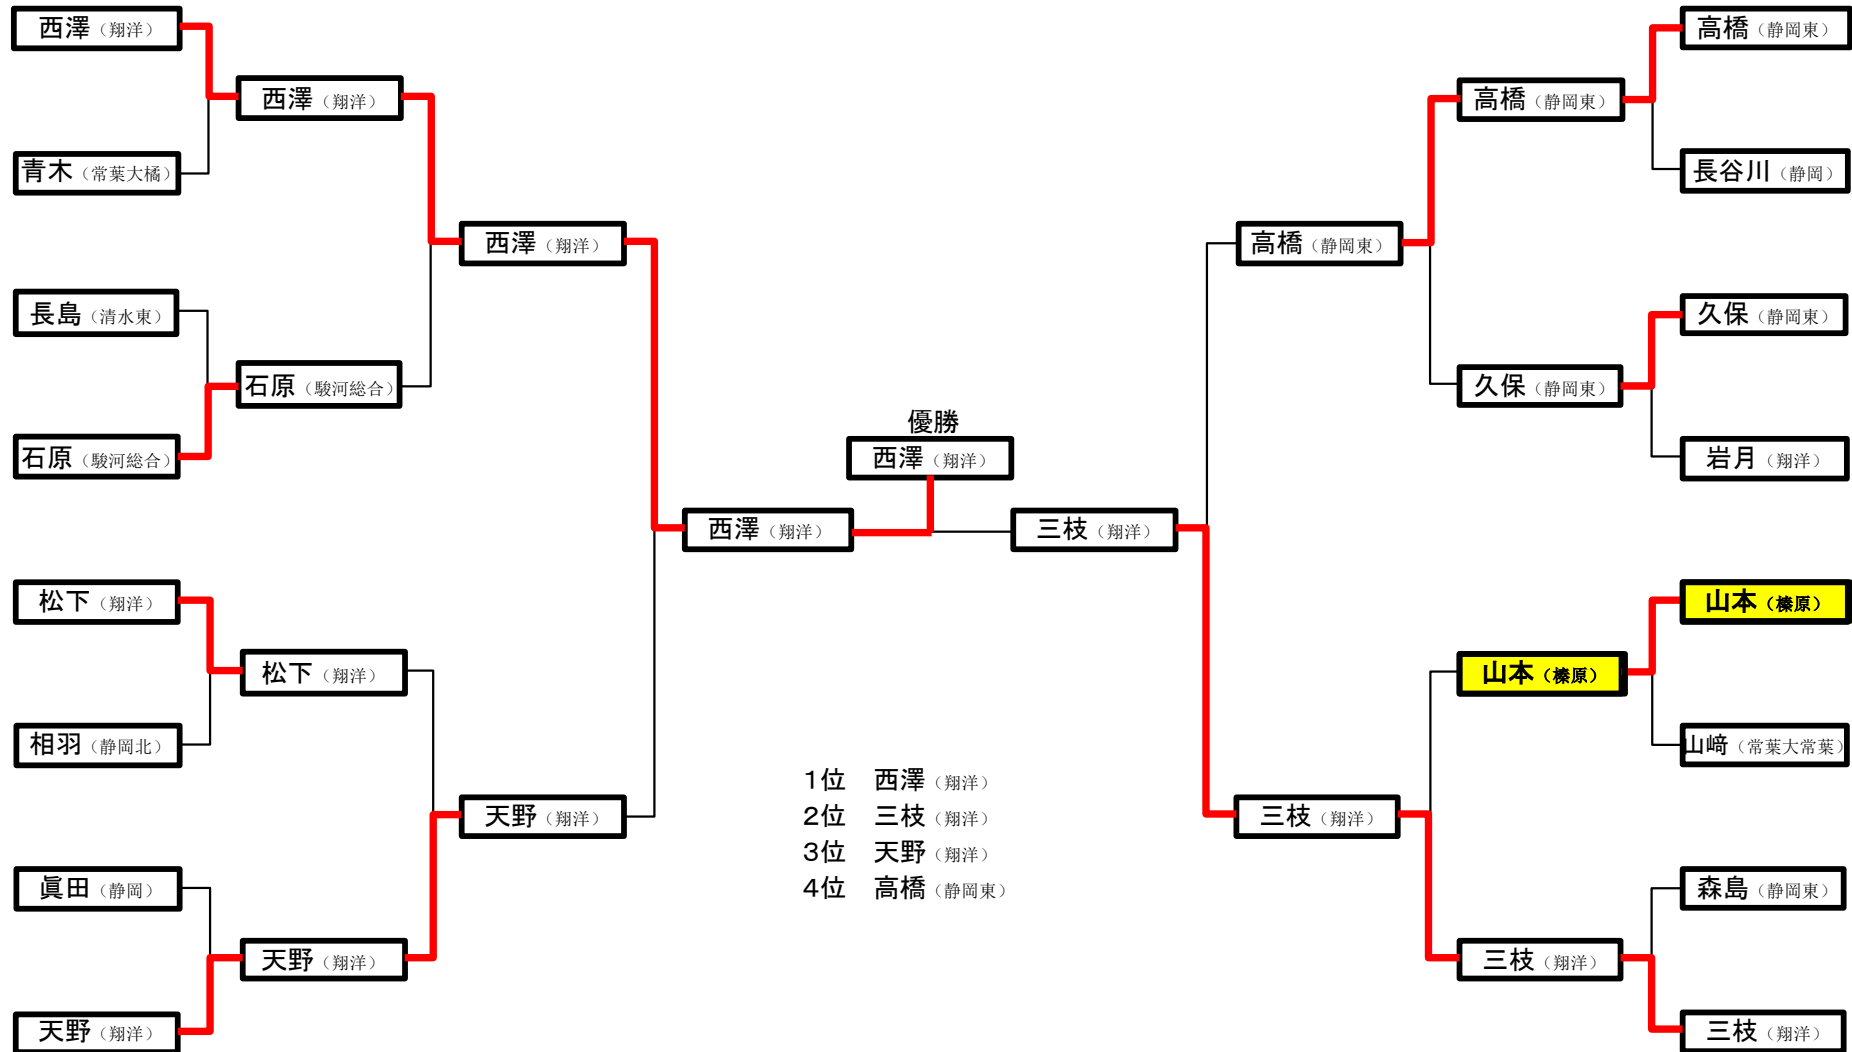 西澤（翔洋）
高橋（静岡東）
西澤（翔洋）
高橋（静岡東）
青木（常葉大橘）
長谷川（静岡）
西澤（翔洋）
高橋（静岡東）
長島（清水東）
久保（静岡東）
石原（駿河総合）
久保（静岡東）
優勝
石原（駿河総合）
西澤（翔洋）
岩月（翔洋）
西澤（翔洋）
三枝（翔洋）
松下（翔洋）
山本（榛原）
松下（翔洋）
山本（榛原）
相羽（静岡北）
山﨑（常葉大常葉）
1位　西澤（翔洋）
天野（翔洋）
2位　三枝（翔洋）
三枝（翔洋）
3位　天野（翔洋）
4位　高橋（静岡東）
眞田（静岡）
森島（静岡東）
天野（翔洋）
三枝（翔洋）
天野（翔洋）
三枝（翔洋）